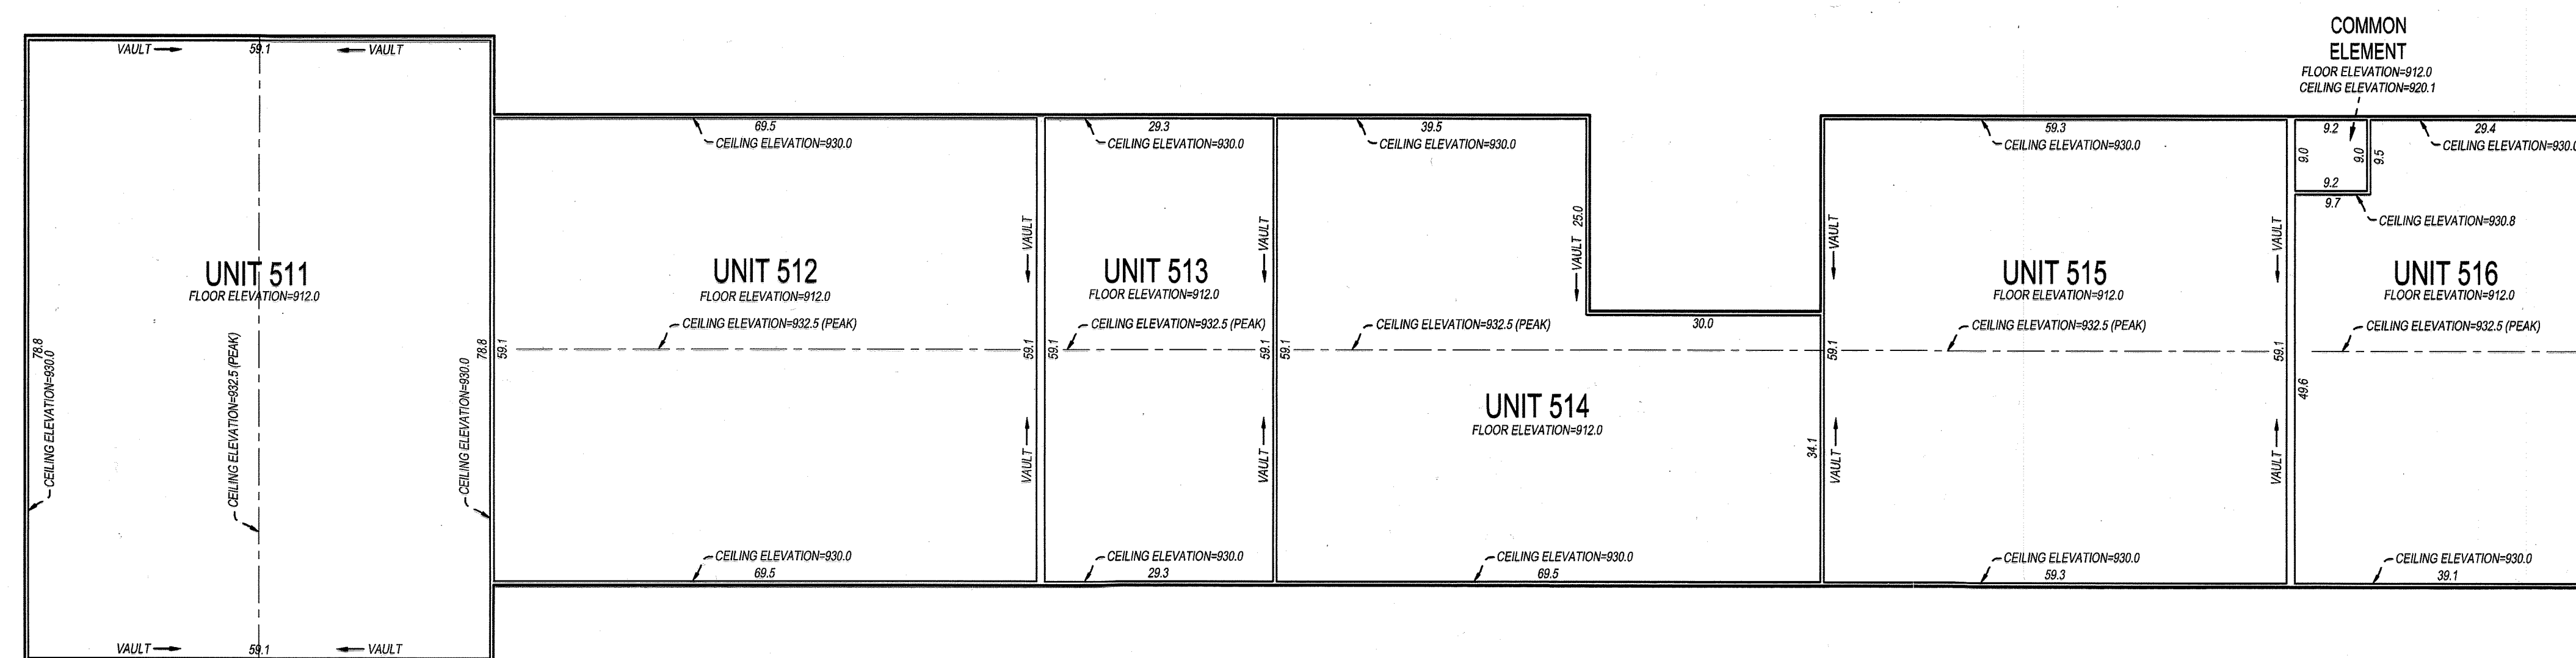 VAULT
59.1
VAULT
UNIT 511
FLOOR ELEVATION=912.0
78.8
CEILING ELEVATION=930.0
CEILING ELEVATION=932.5 (PEAK)
CEILING ELEVATION=930.0
78.8
VAULT
59.1
VAULT
69.5
CEILING ELEVATION=930.0
UNIT 512
FLOOR ELEVATION=912.0
CEILING ELEVATION=932.5 (PEAK)
59.1
VAULT
59.1
VAULT
CEILING ELEVATION=930.0
69.5
29.3
CEILING ELEVATION=930.0
UNIT 513
FLOOR ELEVATION=912.0
CEILING ELEVATION=932.5 (PEAK)
59.1
VAULT
59.1
VAULT
CEILING ELEVATION=930.0
29.3
39.5
CEILING ELEVATION=930.0
VAULT 25.0
30.0
CEILING ELEVATION=932.5 (PEAK)
59.1
UNIT 514
FLOOR ELEVATION=912.0
34.1
CEILING ELEVATION=930.0
69.5
59.3
CEILING ELEVATION=930.0
VAULT
VAULT
UNIT 515
FLOOR ELEVATION=912.0
CEILING ELEVATION=932.5 (PEAK)
59.1
59.1
VAULT
VAULT
CEILING ELEVATION=930.0
59.3
COMMON
ELEMENT
FLOOR ELEVATION=912.0
CEILING ELEVATION=920.1
9.2
9.0
9.0
9.5
9.2
9.7
29.4
CEILING ELEVATION=930.0
CEILING ELEVATION=930.8
UNIT 516
FLOOR ELEVATION=912.0
CEILING ELEVATION=932.5 (PEAK)
49.6
CEILING ELEVATION=930.0
39.1